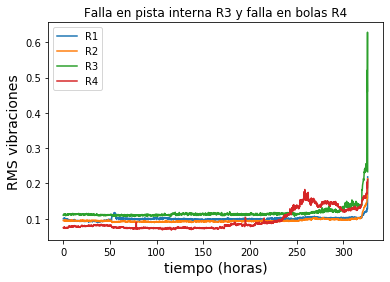 Falla en pista interna R3 y falla en bolas R4
R1
R2
R3
R4
RMS vibraciones
0.6
0.5
0.4
0.3
0.2
0.1
0 50 100 150 200 250 300
tiempo (horas)